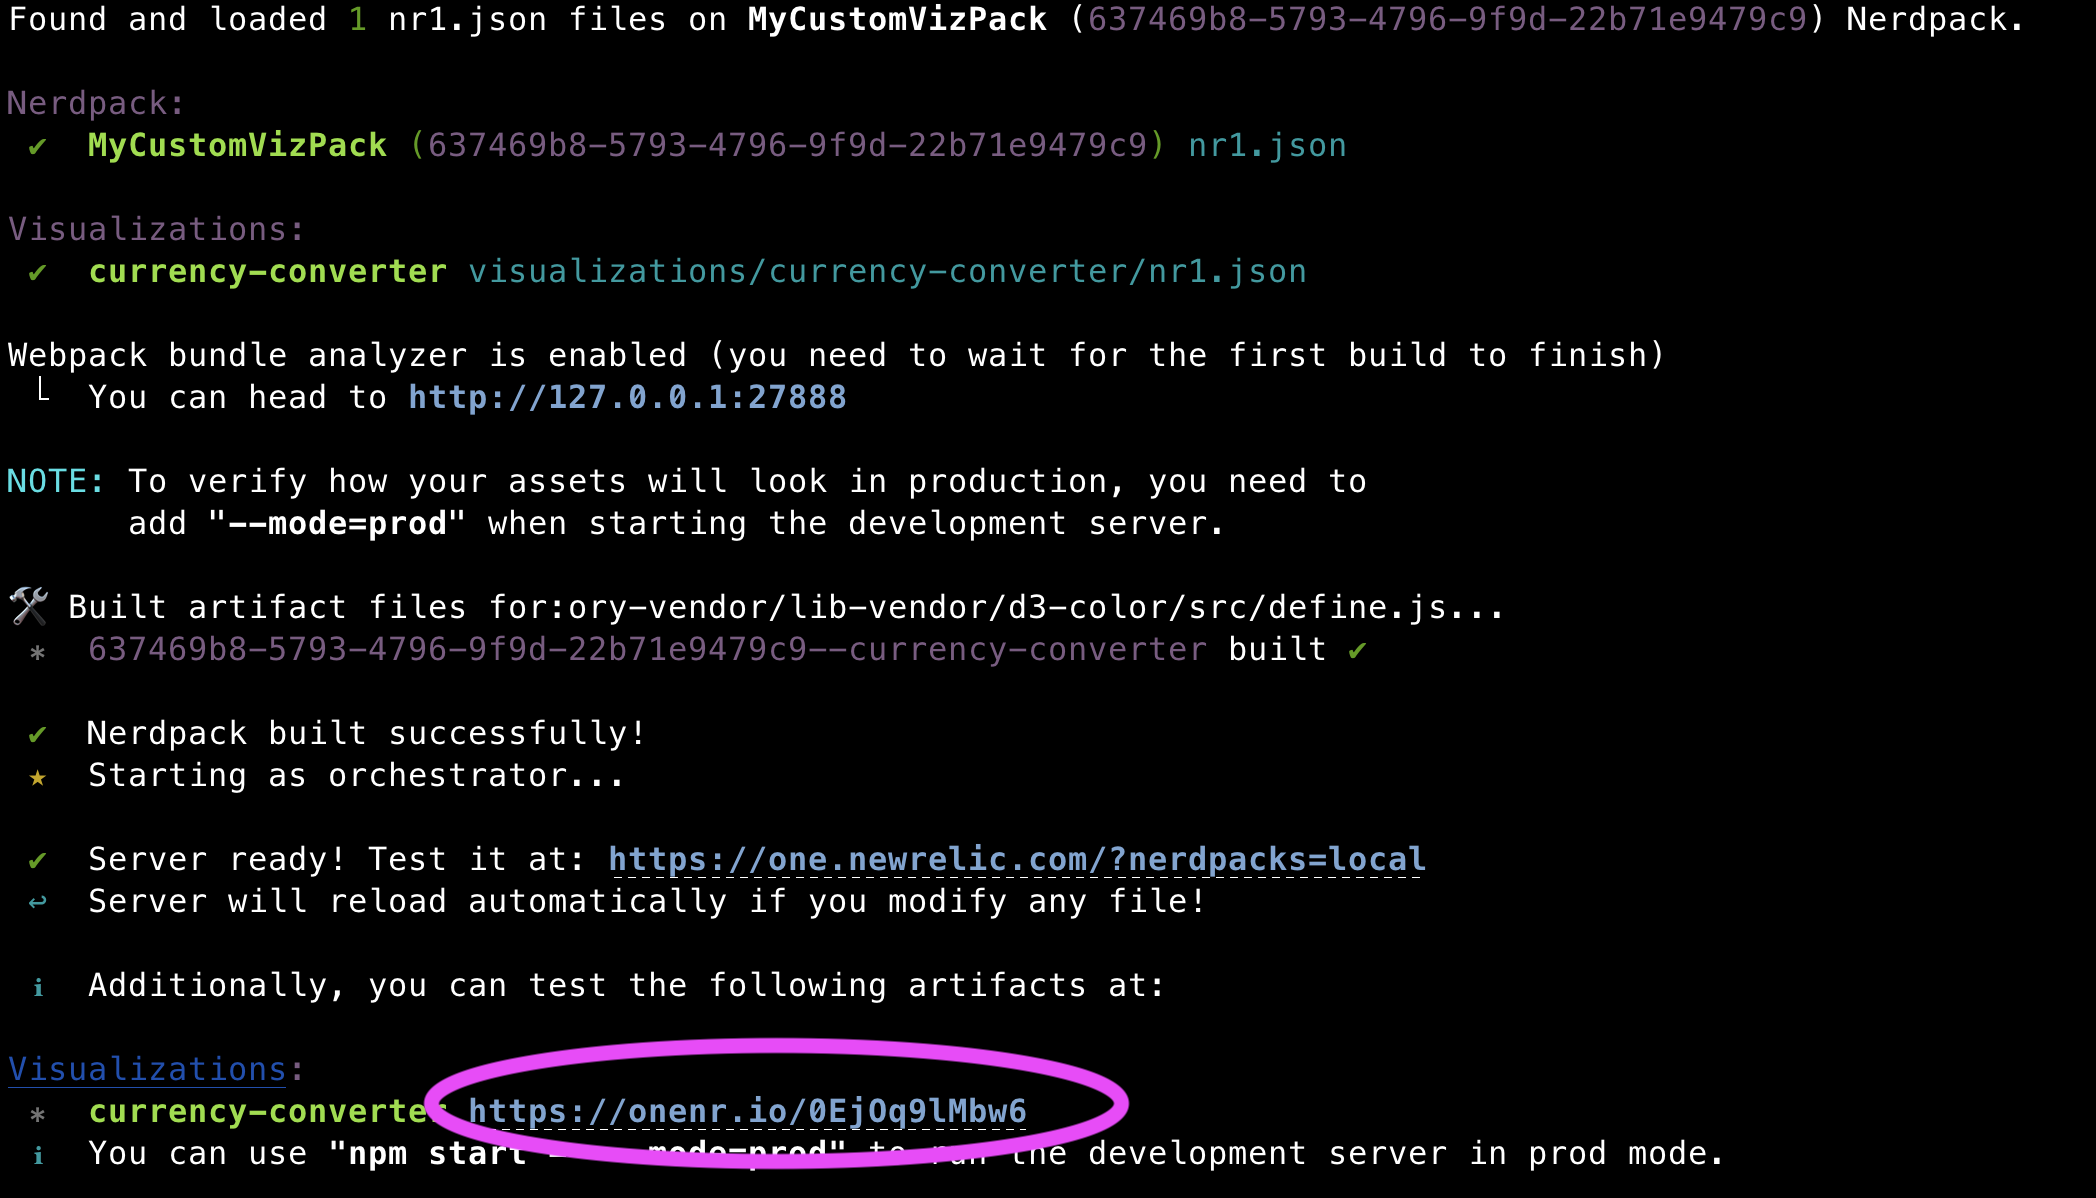 Found and loaded 1 nr1.json files on MyCustomVizPack (637469b8-5793-4796-9f9d-22b71e9479c9) Nerdpack.
Nerdpack:
✔ MyCustomVizPack (637469b8-5793-4796-9f9d-22b71e9479c9) nr1.json
Visualizations:
✔ currency-converter visualizations/currency-converter/nr1.json
Webpack bundle analyzer is enabled (you need to wait for the first build to finish)
└ You can head to http://127.0.0.1:27888
NOTE: To verify how your assets will look in production, you need to
add "--mode=prod" when starting the development server.
🛠 Built artifact files for:ory-vendor/lib-vendor/d3-color/src/define.js...
* 637469b8-5793-4796-9f9d-22b71e9479c9--currency-converter built ✔
✔ Nerdpack built successfully!
★ Starting as orchestrator...
✔ Server ready! Test it at: https://one.newrelic.com/?nerdpacks=local
↩ Server will reload automatically if you modify any file!
ℹ Additionally, you can test the following artifacts at:
Visualizations:
* currency-converter https://onenr.io/0EjOq9lMbw6
ℹ You can use "npm start -- --mode=prod" to run the development server in prod mode.